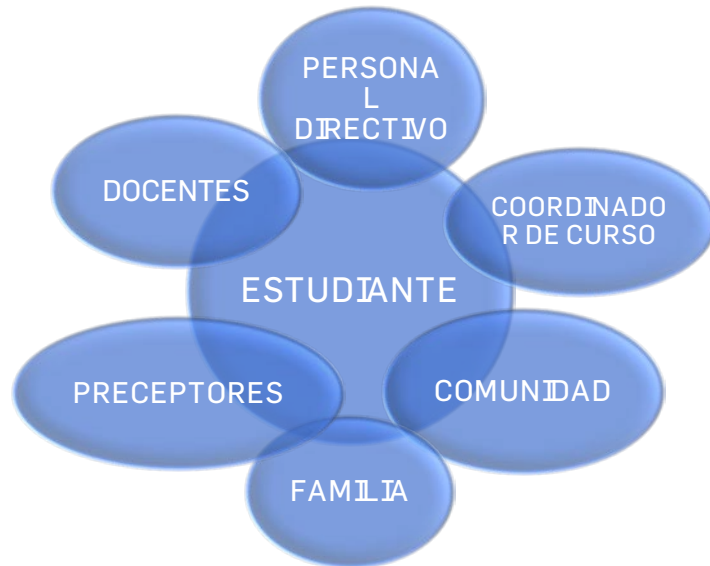 PERSONA
L
DIRECTIVO
DOCENTES
COORDINADO
R DE CURSO
ESTUDIANTE
PRECEPTORES
COMUNIDAD
FAMILIA